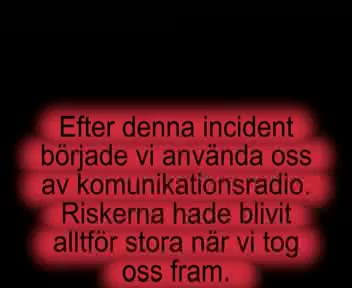 Efter denna incident
började vi använda oss
av komunikationsradio.
Riskerna hade blivit
alltför stora när vi tog
oss fram.